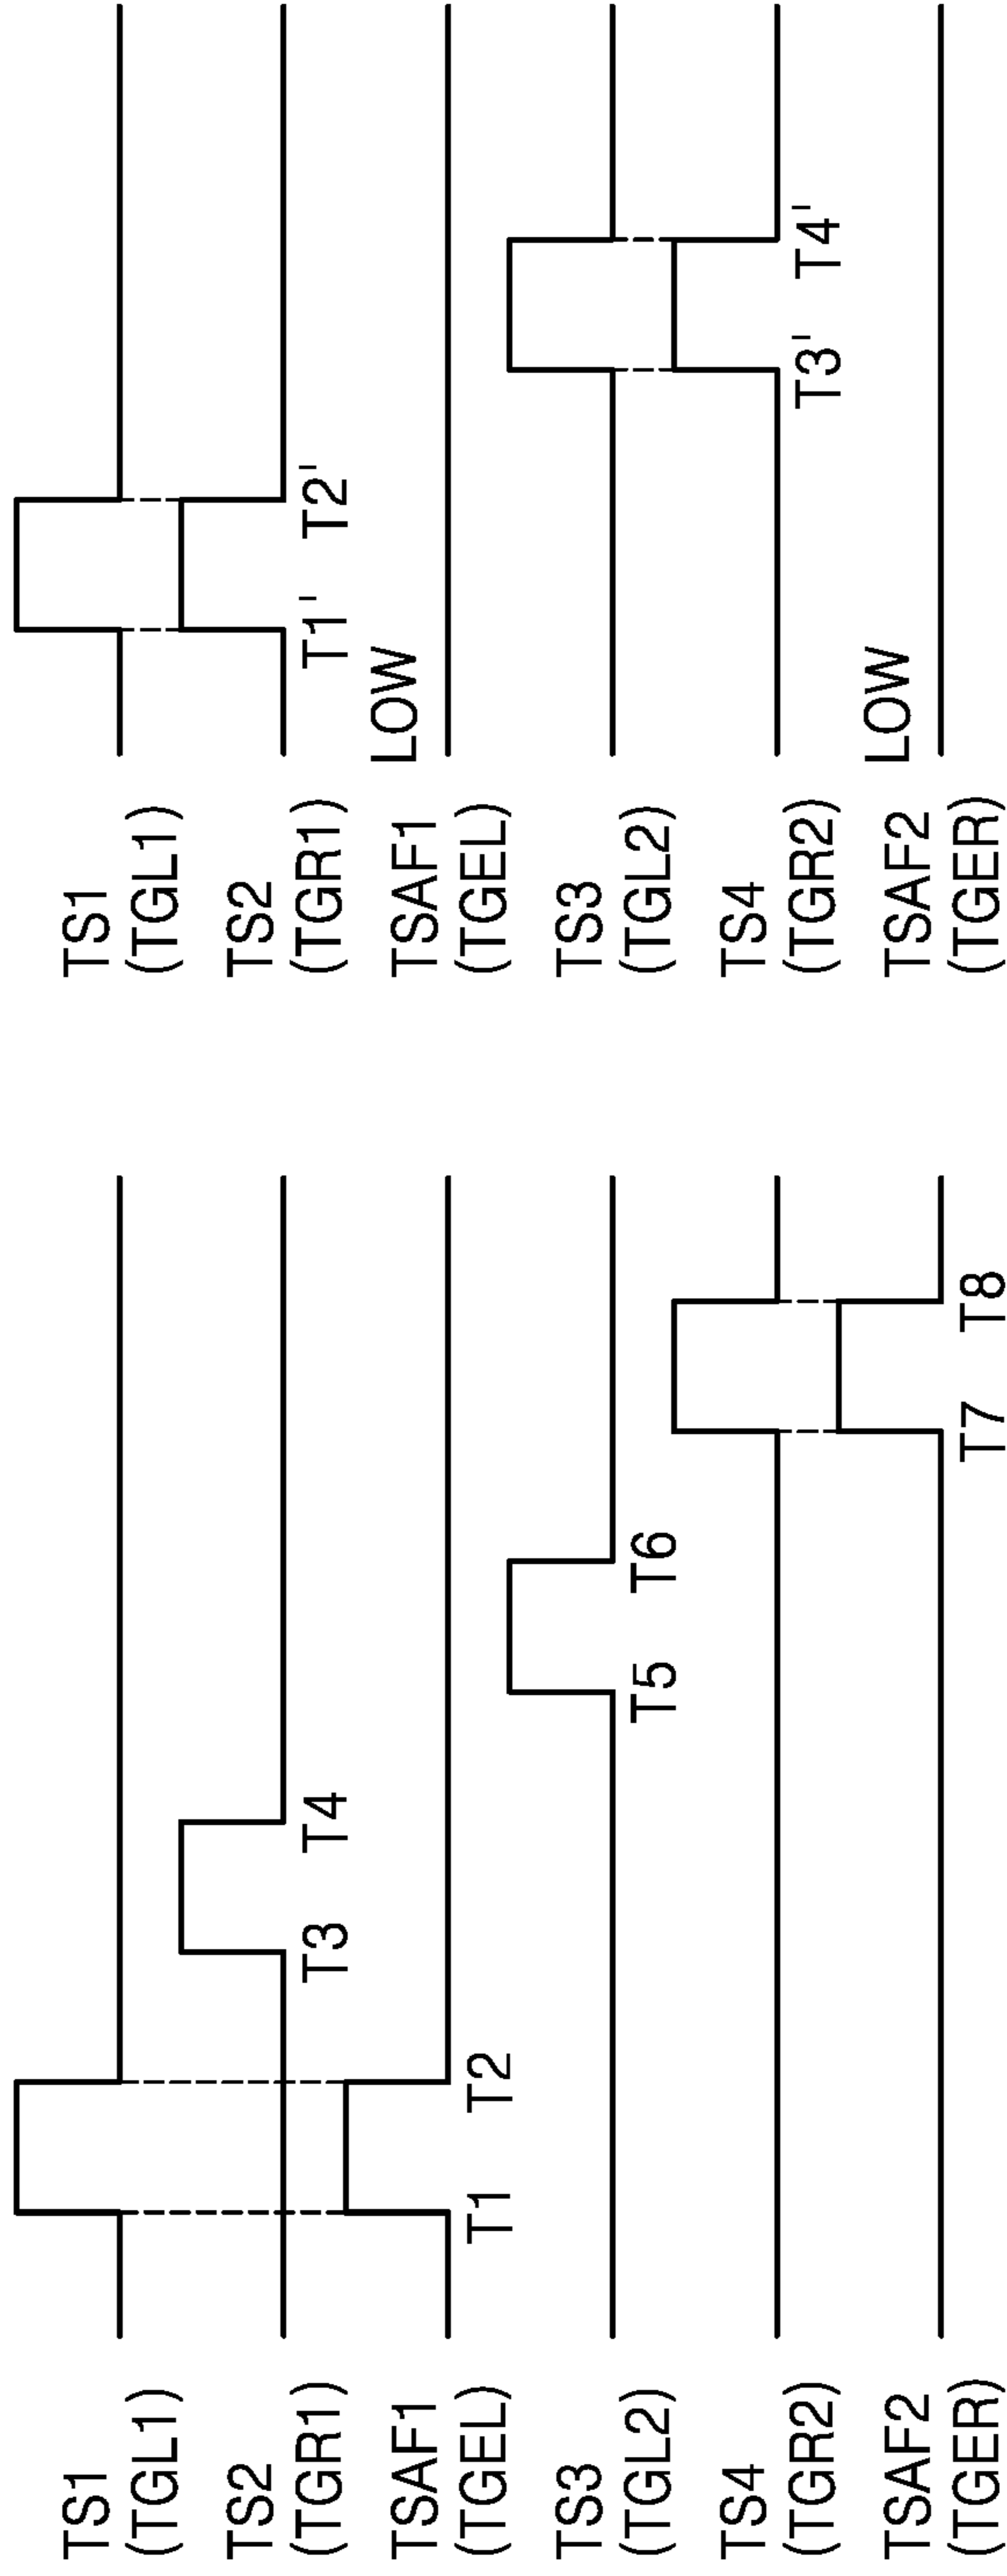 TS1
(TGL1)
TS2
(TGR1)
T3 T4
TSAF1
(TGEL)
T1 T2
TS3
(TGL2)
T5 T6
TS4
(TGR2)
TSAF2
(TGER)
T7 T8
TS1
(TGL1)
TS2
(TGR1)
T1' T2'
LOW
TSAF1
(TGEL)
TS3
(TGL2)
TS4
(TGR2)
T3' T4'
LOW
TSAF2
(TGER)